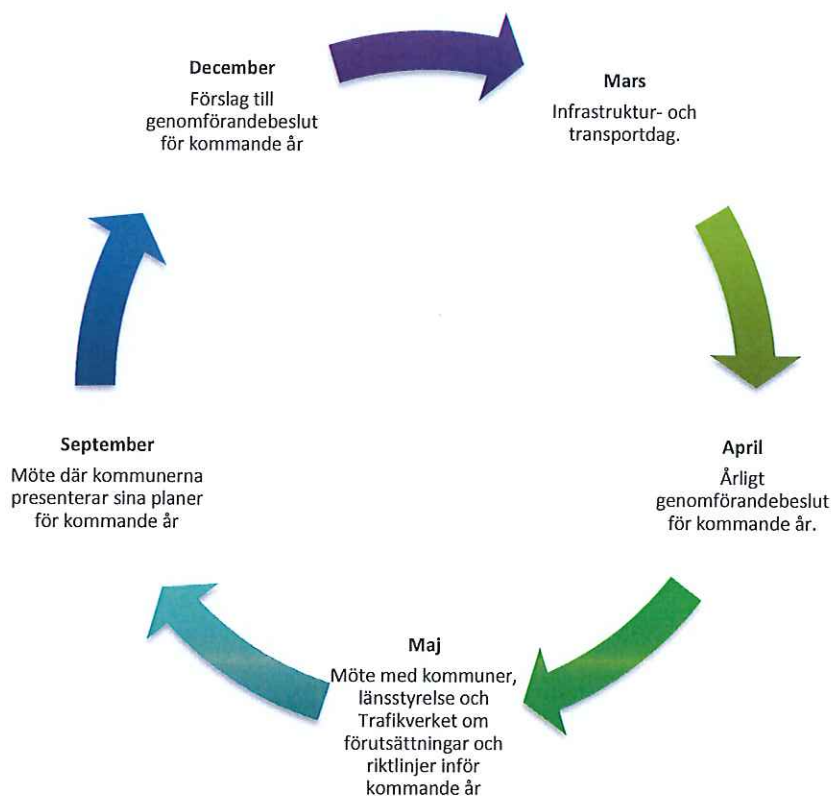 December
Förslag till
genomförandebeslut
för kommande år
Mars
Infrastruktur- och
transportdag.
April
Årligt
genomförandebeslut
för kommande år.
Maj
Möte med kommuner,
länsstyrelse och
Trafikverket om
förutsättningar och
riktlinjer inför
kommande år
September
Möte där kommunerna
presenterar sina planer
för kommande år